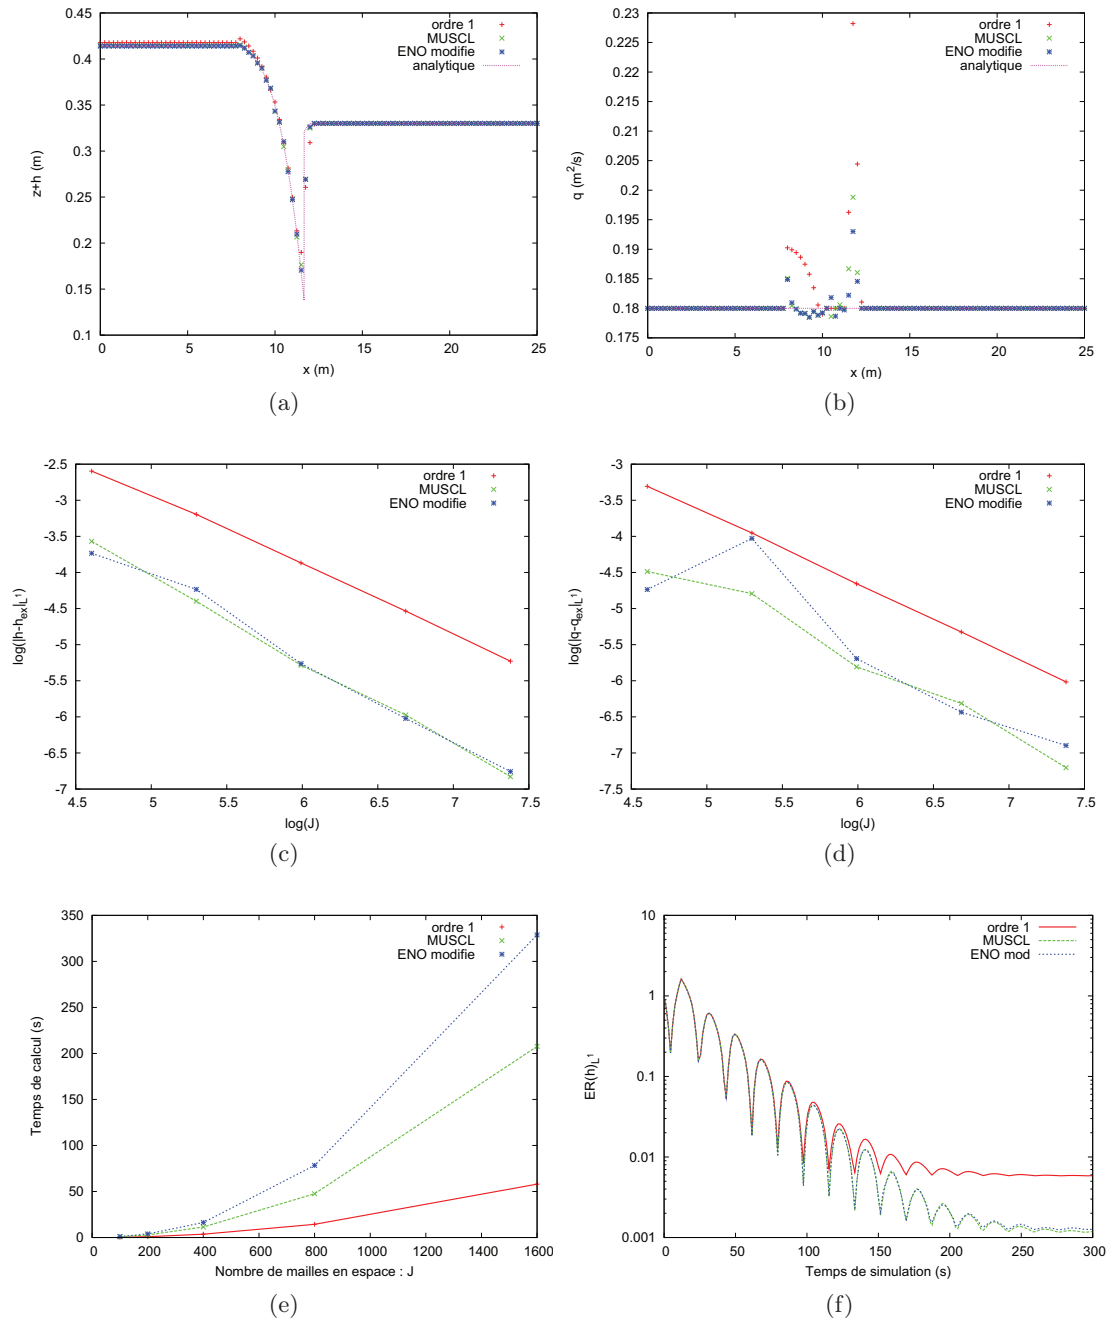 ordre 1
MUSCL
ENO modifie
analytique
z+h (m)
0.4
0.35
0.3
0.25
0.2
0.15
0.1
0 5 10 15 20 25
x (m)
(a)
ordre 1
MUSCL
ENO modifie
analytique
q (m²/s)
0.23
0.225
0.22
0.215
0.21
0.205
0.2
0.195
0.19
0.185
0.18
0.175
0 5 10 15 20 25
x (m)
(b)
ordre 1
MUSCL
ENO modifie
log(|h-h_ex|_L¹)
-2.5
-3
-3.5
-4
-4.5
-5
-5.5
-6
-6.5
-7
4.5 5 5.5 6 6.5 7 7.5
log(J)
(c)
ordre 1
MUSCL
ENO modifie
log(|q-q_ex|_L¹)
-3
-3.5
-4
-4.5
-5
-5.5
-6
-6.5
-7
-7.5
4.5 5 5.5 6 6.5 7 7.5
log(J)
(d)
ordre 1
MUSCL
ENO modifie
Temps de calcul (s)
350
300
250
200
150
100
50
0
0 200 400 600 800 1000 1200 1400 1600
Nombre de mailles en espace : J
(e)
ordre 1
MUSCL
ENO mod
ER(h)_L¹
10
1
0.1
0.01
0.001
0 50 100 150 200 250 300
Temps de simulation (s)
(f)